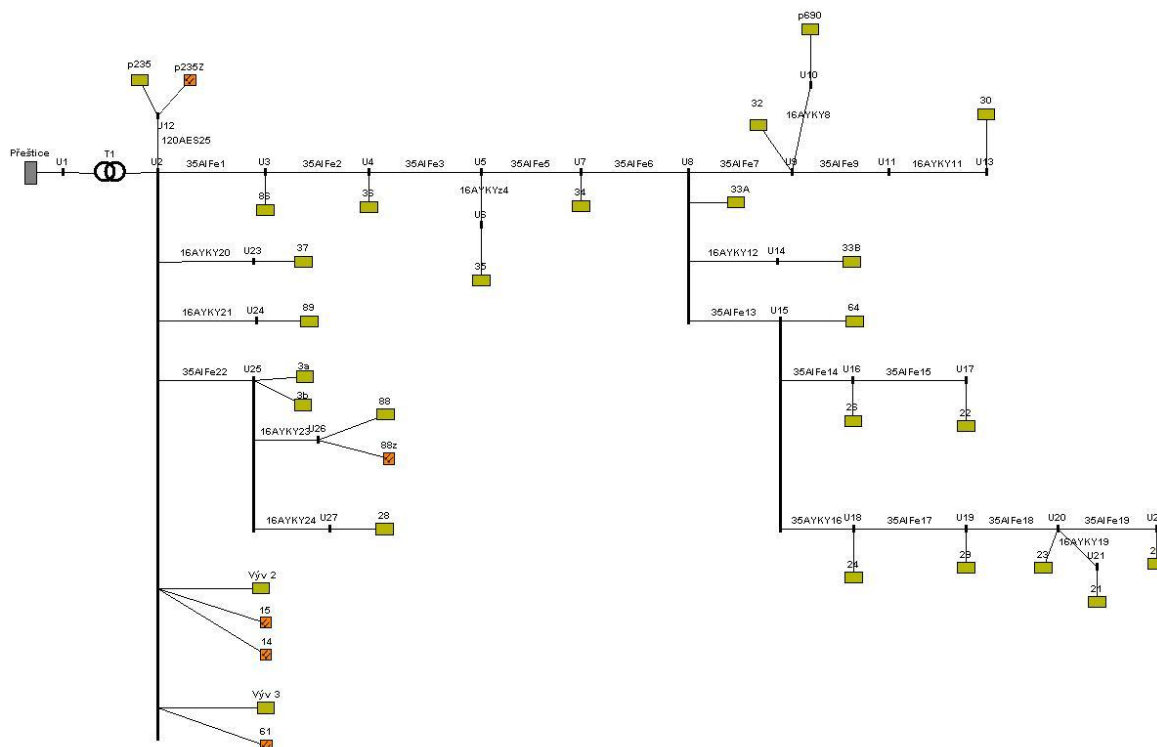 p690
p235 p235Z
U10
32
30
16AYKY8
U12
120AES25
Přeštice U1 T1 U2 35AlFe1 U3 35AlFe2 U4 35AlFe3 U5 35AlFe5 U7 35AlFe6 U8 35AlFe7 U9 35AlFe9 U11 16AYKY11 U13
16AYKYz4
33A
86 36 34
U6
16AYKY20 U23 37
16AYKY12 U14 33B
35
16AYKY21 U24 89
35AlFe13 U15 64
35AlFe22 U25 3a
35AlFe14 U16 35AlFe15 U17
3b
88
26 22
16AYKY23 U26
88z
16AYKY24 U27 28
35AYKY16 U18 35AlFe17 U19 35AlFe18 U20 35AlFe19
16AYKY19
U21
24 29 23
21
Výv 2
15
14
Výv 3
61